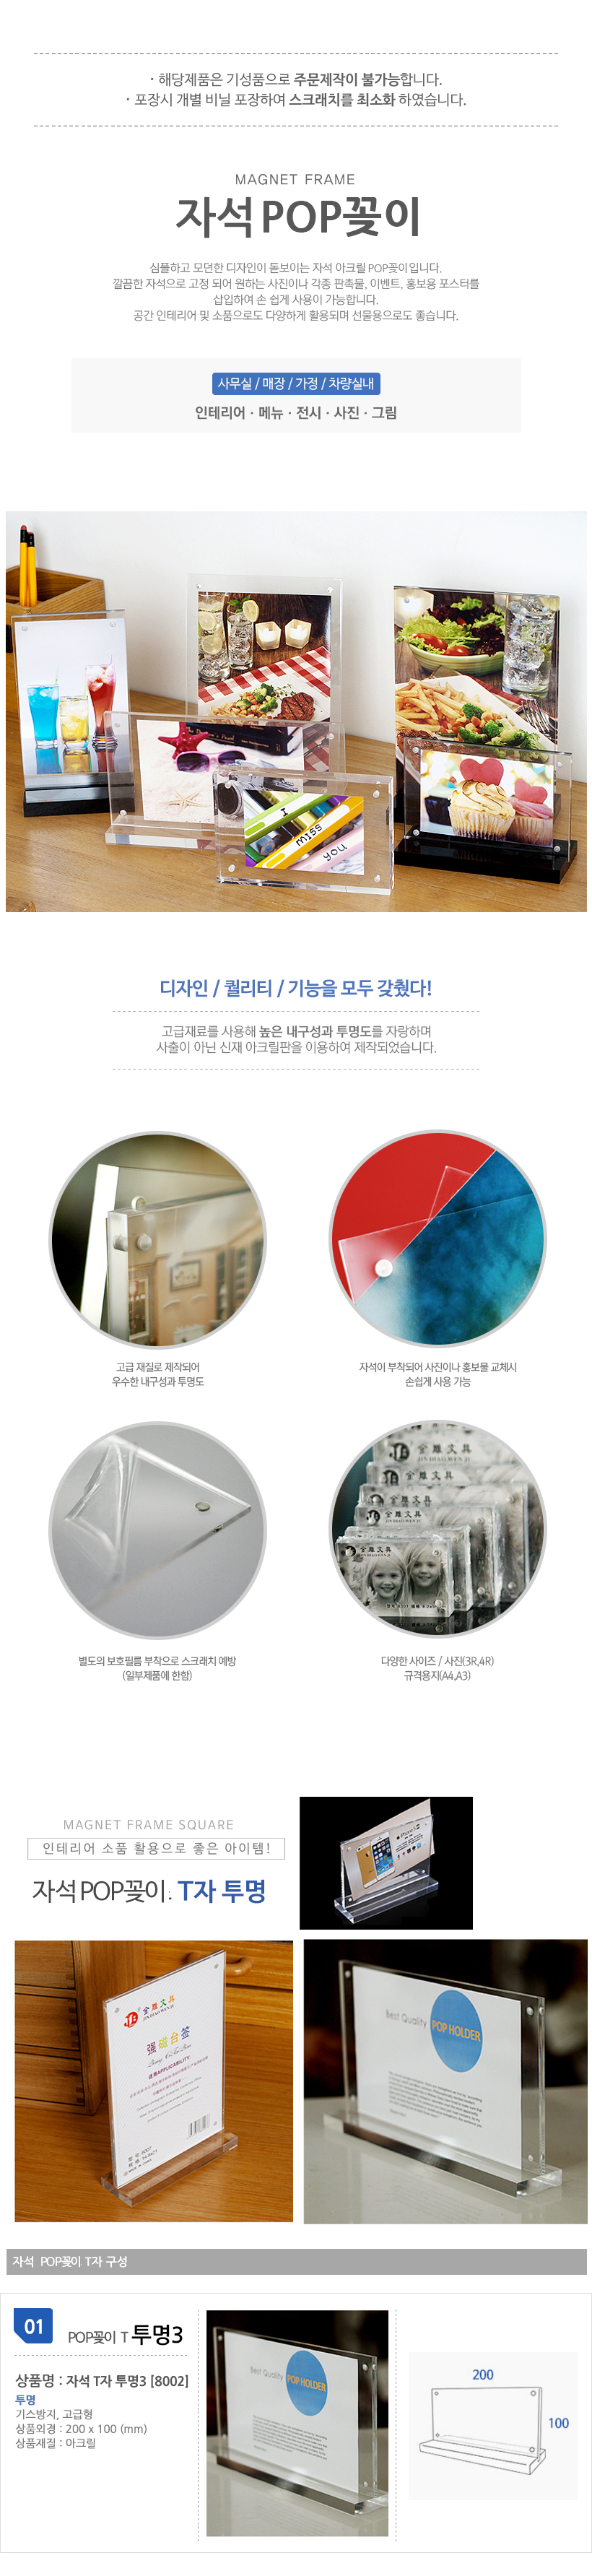 · 해당제품은 기성품으로 주문제작이 불가능합니다.
· 포장시 개별 비닐 포장하여 스크래치를 최소화 하였습니다.
MAGNET FRAME
자석 POP꽂이
심플하고 모던한 디자인이 돋보이는 자석 아크릴 POP꽂이입니다.
깔끔한 자석으로 고정 되어 원하는 사진이나 각종 판촉물, 이벤트, 홍보용 포스터를
삽입하여 손 쉽게 사용이 가능합니다.
공간 인테리어 및 소품으로도 다양하게 활용되며 선물용으로도 좋습니다.
사무실 / 매장 / 가정 / 차량실내
인테리어 · 메뉴 · 전시 · 사진 · 그림
I
miss
you
디자인 / 퀄리티 / 기능을 모두 갖췄다!
고급재료를 사용해 높은 내구성과 투명도를 자랑하며
사출이 아닌 신재 아크릴판을 이용하여 제작되었습니다.
고급 재질로 제작되어
우수한 내구성과 투명도
자석이 부착되어 사진이나 홍보물 교체시
손쉽게 사용 가능
별도의 보호필름 부착으로 스크래치 예방
(일부제품에 한함)
다양한 사이즈 / 사진(3R,4R)
규격용지(A4,A3)
MAGNET FRAME SQUARE
인테리어 소품 활용으로 좋은 아이템!
자석 POP꽂이. T자 투명
金雕文具
JINDIAOWENJI
强磁台签
Best Quality
POP HOLDER
자석 POP꽂이 T자 구성
01
POP꽂이 T 투명3
상품명 : 자석 T자 투명3 [8002]
투명
기스방지, 고급형
상품외경 : 200 x 100 (mm)
상품재질 : 아크릴
Best Quality
POP HOLDER
200
100